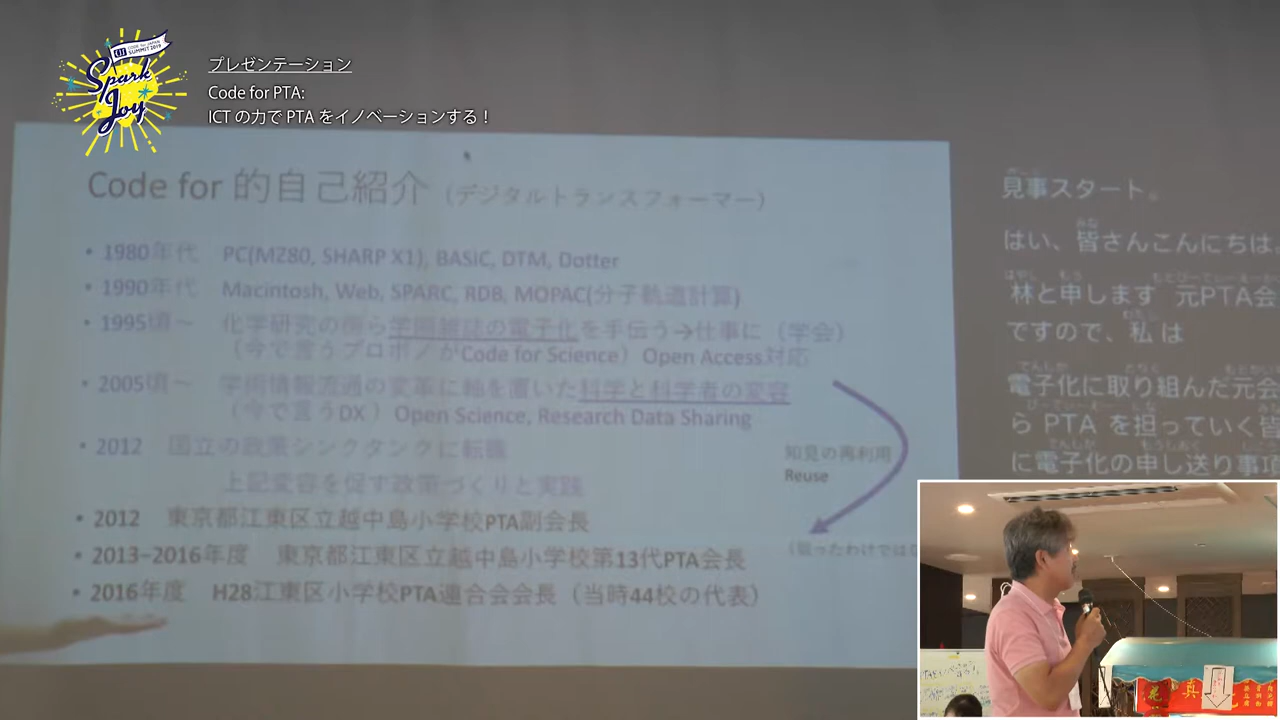 CODE for JAPAN
SUMMIT 2019
Spark
Joy
プレゼンテーション
Code for PTA:
ICT の力で PTA をイノベーションする！
Code for 的自己紹介 (デジタルトランスフォーマー)
• 1980年代 PC(MZ80, SHARP X1), BASIC, DTM, Dotter
• 1990年代 Macintosh, Web, SPARC, RDB, MOPAC(分子軌道計算)
• 1995頃～ 化学研究の傍ら学術雑誌の電子化を手伝う→仕事に（学会）
（今で言うプロボノがCode for Science）Open Access対応
• 2005頃～ 学術情報流通の変革に軸を置いた科学と科学者の変容
（今で言うDX ）Open Science, Research Data Sharing
• 2012 国立の政策シンクタンクに転職
上記変容を促す政策づくりと実践
知見の再利用
Reuse
• 2012 東京都江東区立越中島小学校PTA副会長
• 2013–2016年度 東京都江東区立越中島小学校第13代PTA会長
• 2016年度 H28江東区小学校PTA連合会会長（当時44校の代表）
見事スタート。
はい、皆さんこんにちは。
林と申します 元PTA会
ですので、私 は
電子化に取り組んだ元会
ら PTA を担っていく皆
に電子化の申し送り事項